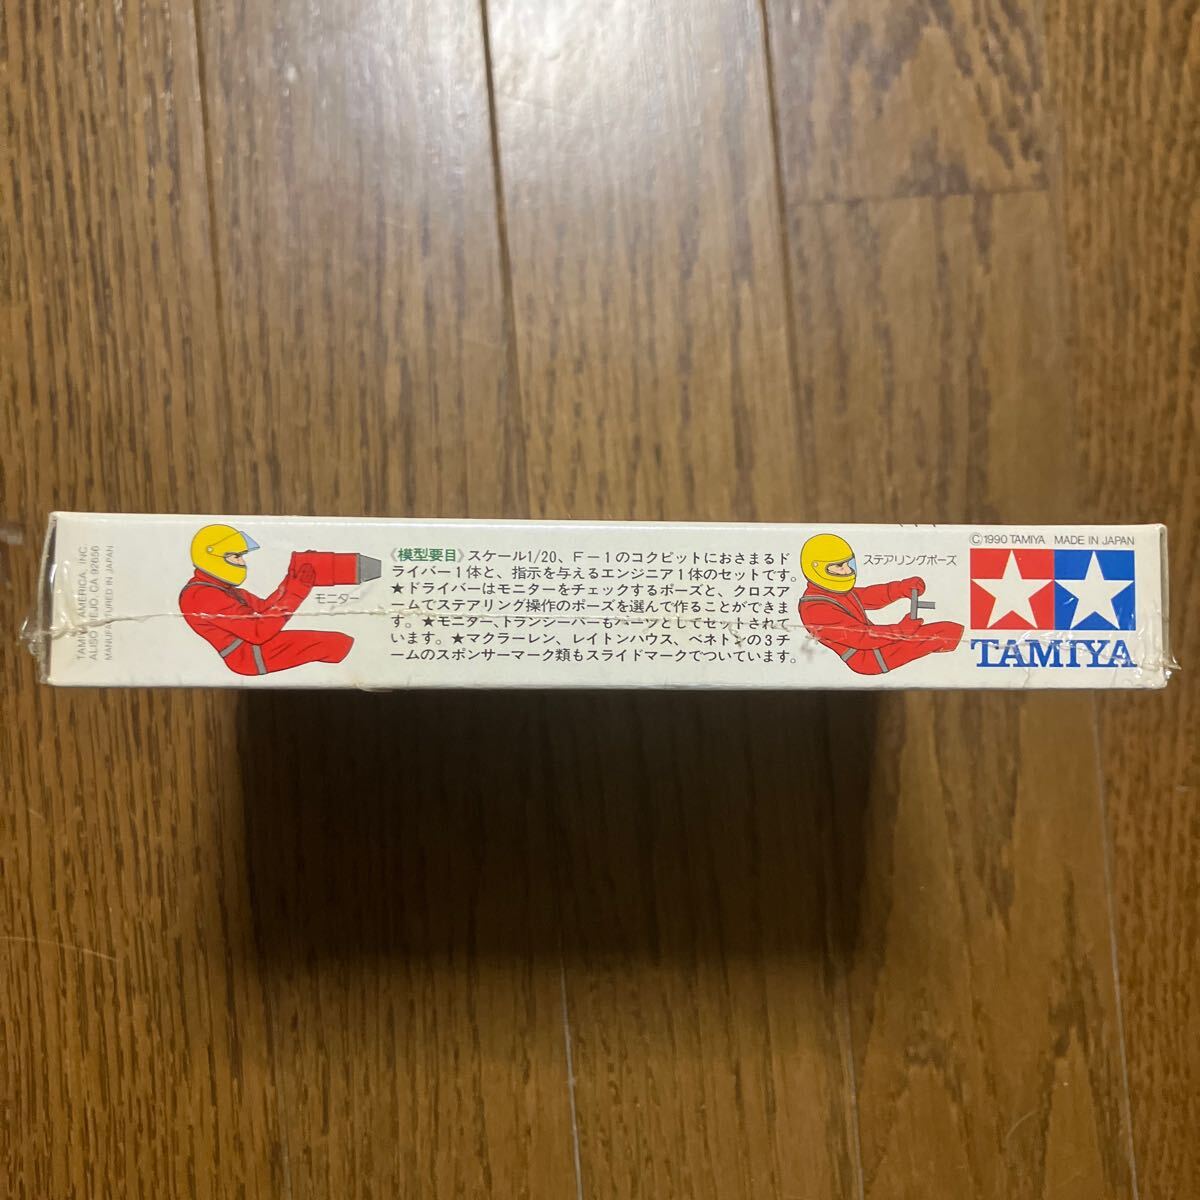 TAMIYA AMERICA, INC.
ALISO VIEJO, CA 92656
MANUFACTURED IN JAPAN
モニター
《模型要目》スケール1/20、F−1のコクピットにおさまるド
ライバー1体と、指示を与えるエンジニア1体のセットです。
★ドライバーはモニターをチェックするポーズと、クロスア
ームでステアリング操作のポーズを選んで作ることができま
す。★モニター、トランシーバーもパーツとしてセットされて
います。★マクラーレン、レイトンハウス、ベネトンの3チ
ームのスポンサーマーク類もスライドマークでついています。
ステアリングポーズ
©1990 TAMIYA MADE IN JAPAN
TAMIYA